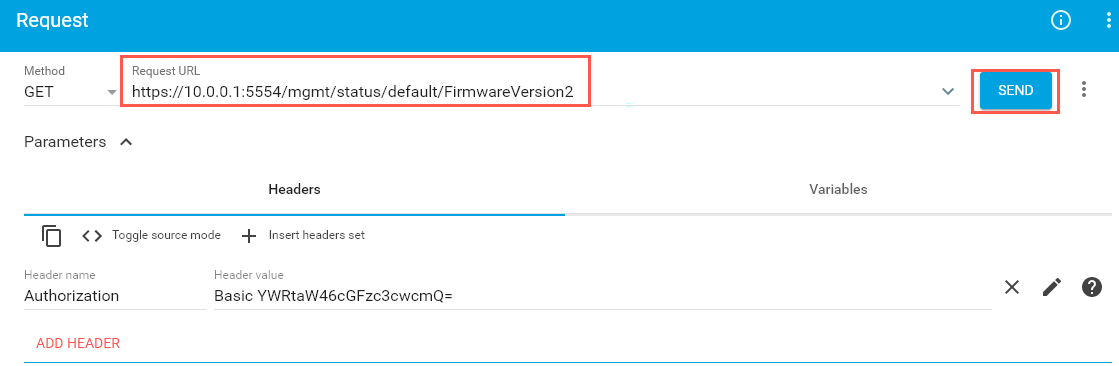 Request
Method
Request URL
GET
https://10.0.0.1:5554/mgmt/status/default/FirmwareVersion2
SEND
Parameters
Headers
Variables
Toggle source mode
Insert headers set
Header name
Header value
Authorization
Basic YWRtaW46cGFzc3cwcmQ=
ADD HEADER